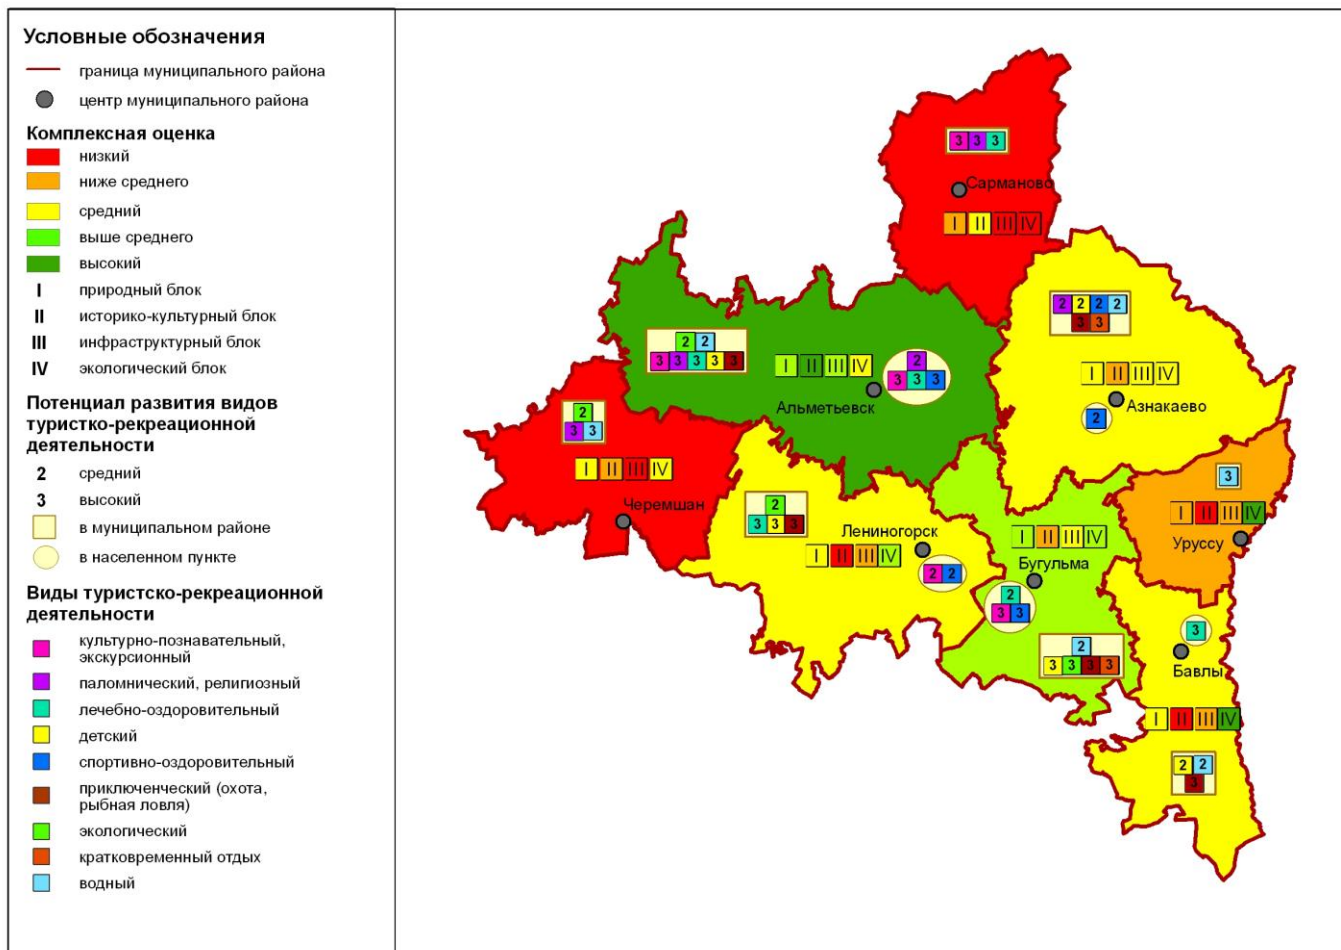 Условные обозначения
граница муниципального района
центр муниципального района
Комплексная оценка
низкий
ниже среднего
средний
выше среднего
высокий
I природный блок
II историко-культурный блок
III инфраструктурный блок
IV экологический блок
Потенциал развития видов
туристко-рекреационной
деятельности
2 средний
3 высокий
в муниципальном районе
в населенном пункте
Виды туристско-рекреационной
деятельности
культурно-познавательный,
экскурсионный
паломнический, религиозный
лечебно-оздоровительный
детский
спортивно-оздоровительный
приключенческий (охота,
рыбная ловля)
экологический
кратковременный отдых
водный
3 3 3
Сарманово
I II III IV
2 2 2 2
3 3
I II III IV
Азнакаево
2
2 2
3 3 3 3 3
I II III IV
Альметьевск
2
3 3 3
2
3 3
I II III IV
Черемшан
2
3 3 3
Лениногорск
I II III IV
2 2
I II III IV
Бугульма
2
3 3
2
3 3 3 3
3
I II III IV
Уруссу
3
Бавлы
I II III IV
2 2
3